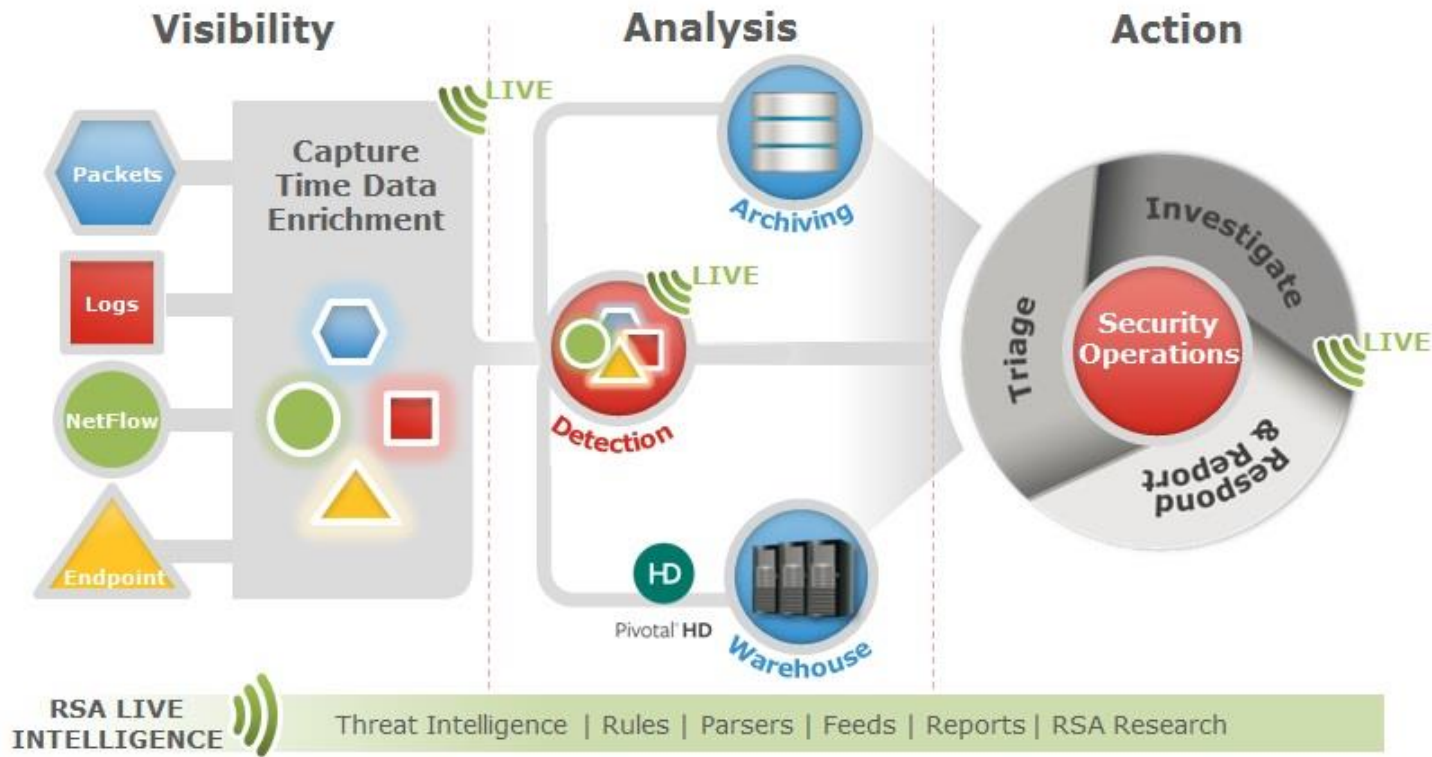 Visibility
Analysis
Action
LIVE
Packets
Logs
NetFlow
Endpoint
Capture
Time Data
Enrichment
Archiving
LIVE
Detection
HD
Pivotal HD
Warehouse
Triage
Investigate
Security
Operations
LIVE
Respond
& Report
RSA LIVE
INTELLIGENCE
Threat Intelligence | Rules | Parsers | Feeds | Reports | RSA Research